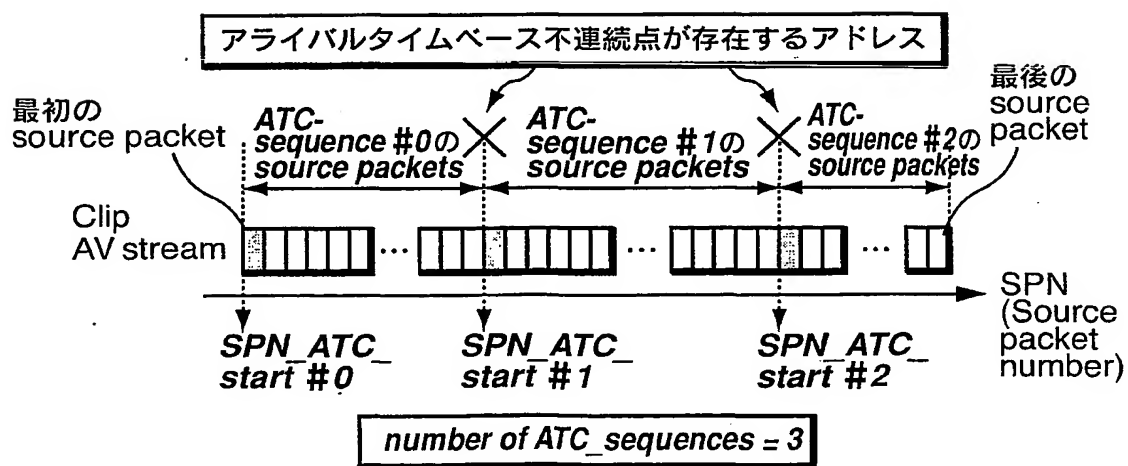 アライバルタイムベース不連続点が存在するアドレス
最初の
source packet
ATC-
sequence #0の
source packets
ATC-
sequence #1の
source packets
ATC-
sequence #2の
source packets
最後の
source
packet
Clip
AV stream
... ... ...
SPN
(Source
packet
number)
SPN_ATC_
start #0
SPN_ATC_
start #1
SPN_ATC_
start #2
number of ATC_sequences = 3